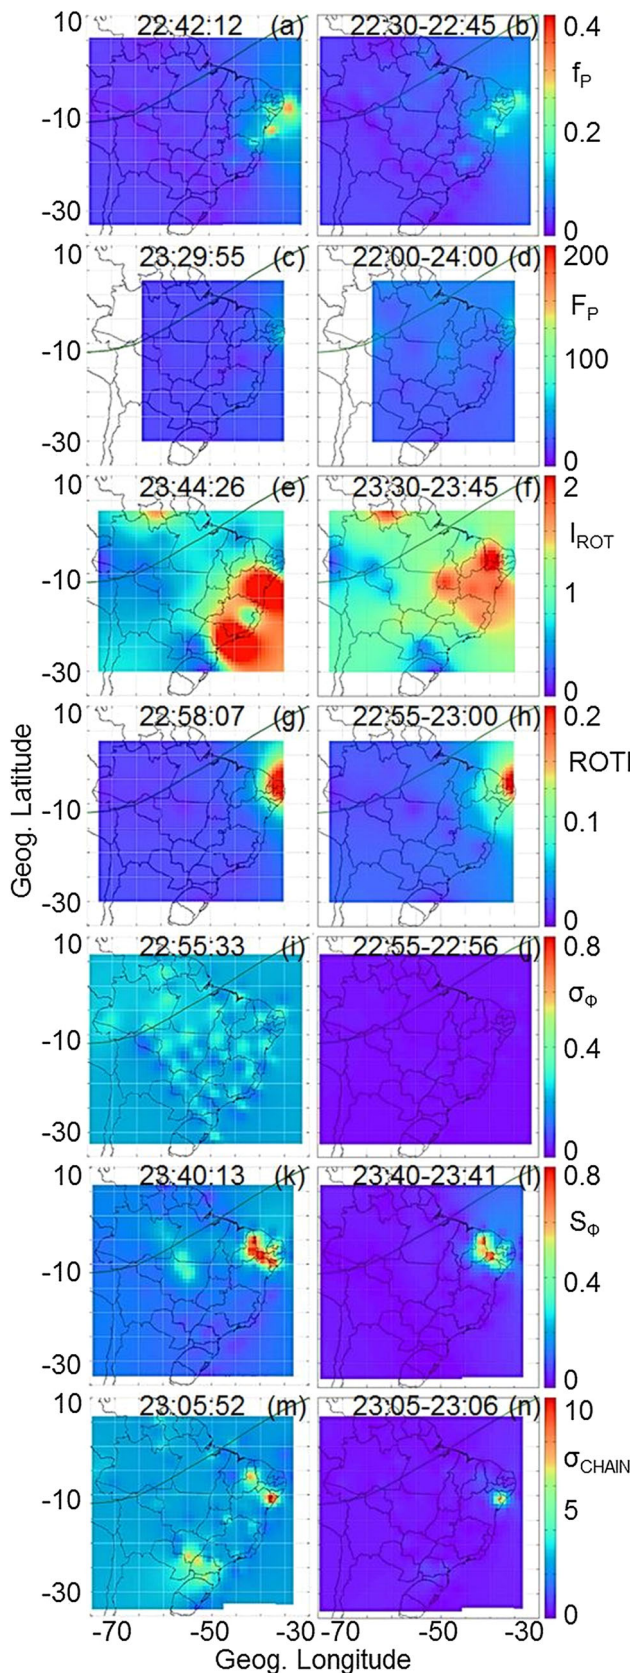 10 22:42:12 (a) 22:30-22:45 (b) 0.4
f_P
-10 0.2
-30 0
10 23:29:55 (c) 22:00-24:00 (d) 200
F_P
-10 100
-30 0
10 23:44:26 (e) 23:30-23:45 (f) 2
I_ROT
-10 1
-30 0
10 22:58:07 (g) 22:55-23:00 (h) 0.2
ROTI
-10 0.1
-30 0
10 22:55:33 (i) 22:55-22:56 (j) 0.8
σ_Φ
-10 0.4
-30 0
10 23:40:13 (k) 23:40-23:41 (l) 0.8
S_Φ
-10 0.4
-30 0
10 23:05:52 (m) 23:05-23:06 (n) 10
σ_CHAIN
-10 5
-30 0
-70 -50 -30 -70 -50 -30
Geog. Longitude
Geog. Latitude